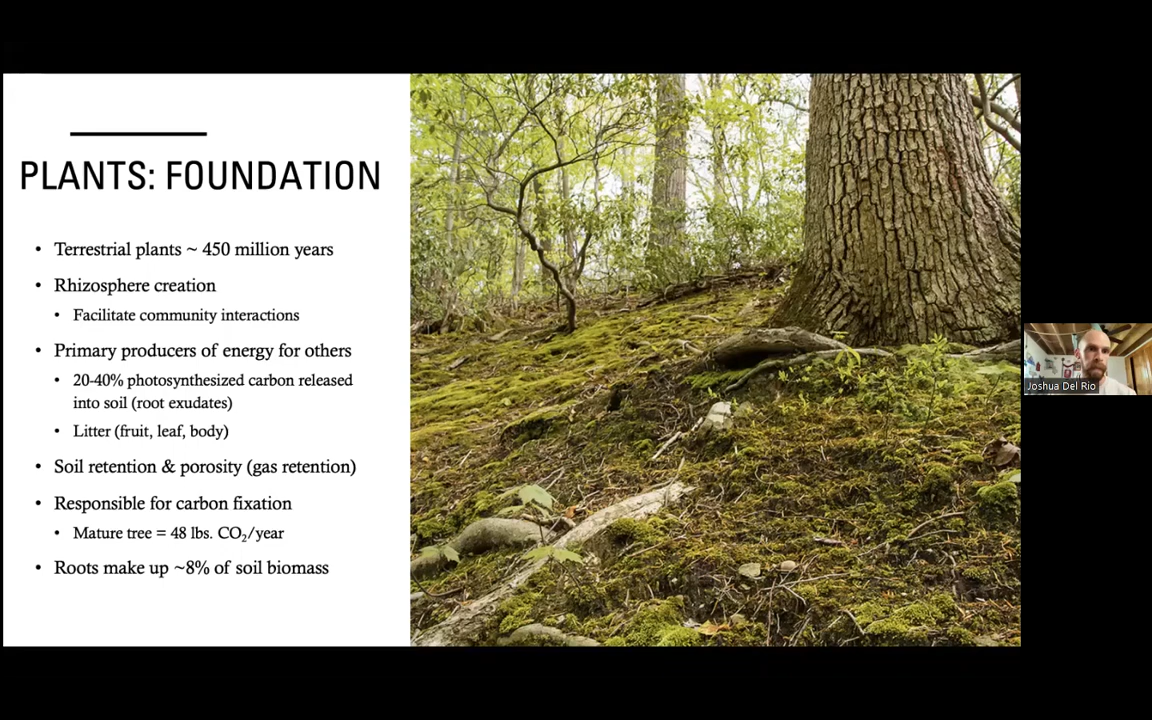 PLANTS: FOUNDATION
• Terrestrial plants ~ 450 million years
• Rhizosphere creation
• Facilitate community interactions
• Primary producers of energy for others
• 20-40% photosynthesized carbon released
into soil (root exudates)
• Litter (fruit, leaf, body)
• Soil retention & porosity (gas retention)
• Responsible for carbon fixation
• Mature tree = 48 lbs. CO₂/year
• Roots make up ~8% of soil biomass
Joshua Del Rio